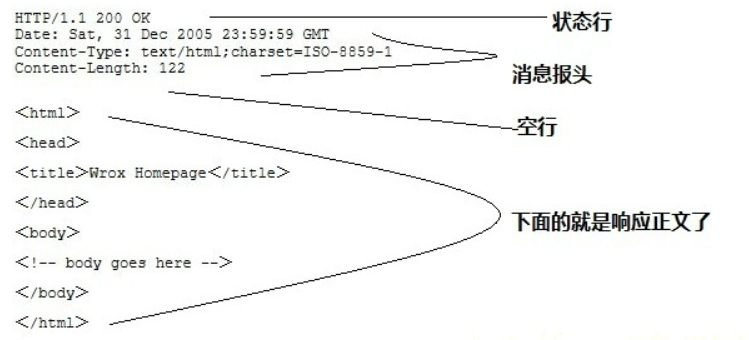 HTTP/1.1 200 OK
状态行
Date: Sat, 31 Dec 2005 23:59:59 GMT
Content-Type: text/html;charset=ISO-8859-1
Content-Length: 122
消息报头
空行
<html>
<head>
<title>Wrox Homepage</title>
</head>
下面的就是响应正文了
<body>
<!-- body goes here -->
</body>
</html>